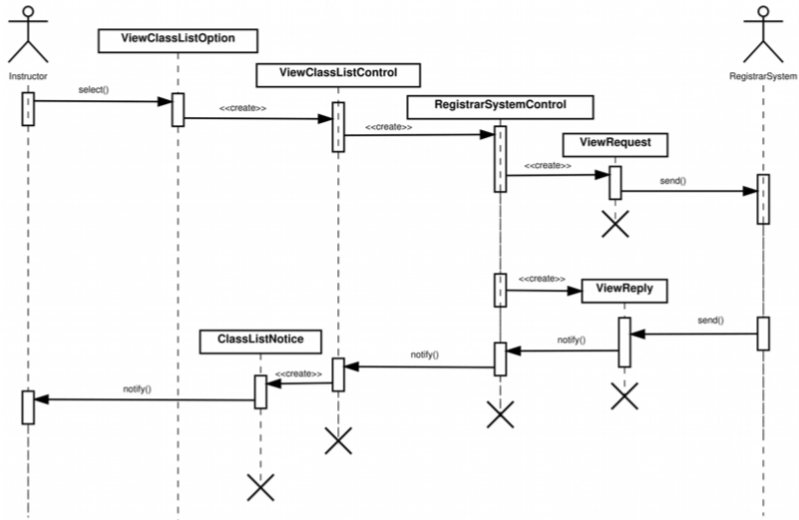 ViewClassListOption
ViewClassListControl
Instructor
RegistrarSystem
select()
<<create>>
RegistrarSystemControl
<<create>>
ViewRequest
<<create>>
send()
<<create>>
ViewReply
send()
ClassListNotice
notify()
notify()
<<create>>
notify()